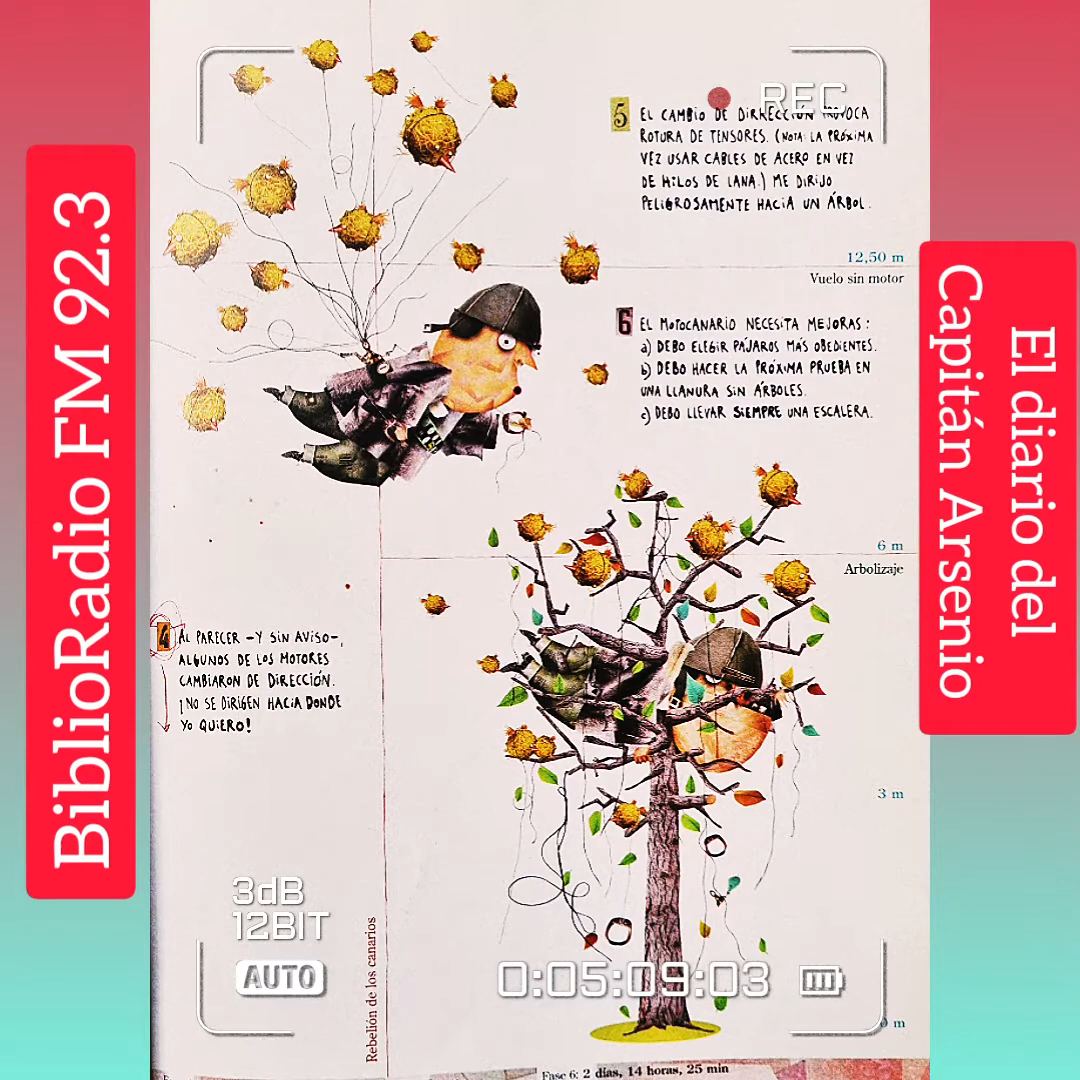 BiblioRadio FM 92.3
El diario del
Capitán Arsenio
REC
5
EL CAMBIO DE DIRRECCIÓN PROVOCA
ROTURA DE TENSORES. (NOTA: LA PRÓXIMA
VEZ USAR CABLES DE ACERO EN VEZ
DE HILOS DE LANA.) ME DIRIJO
PELIGROSAMENTE HACIA UN ÁRBOL.
12,50 m
Vuelo sin motor
6
EL MOTOCANARIO NECESITA MEJORAS:
a) DEBO ELEGIR PÁJAROS MÁS OBEDIENTES.
b) DEBO HACER LA PRÓXIMA PRUEBA EN
UNA LLANURA SIN ÁRBOLES.
c) DEBO LLEVAR SIEMPRE UNA ESCALERA.
6 m
Arbolizaje
4
AL PARECER -Y SIN AVISO-,
ALGUNOS DE LOS MOTORES
CAMBIARON DE DIRECCIÓN.
¡NO SE DIRIGEN HACIA DONDE
YO QUIERO!
3 m
3dB
12BIT
AUTO
Rebelión de los canarios
0:05:09:03
0 m
Fase 6: 2 días, 14 horas, 25 min